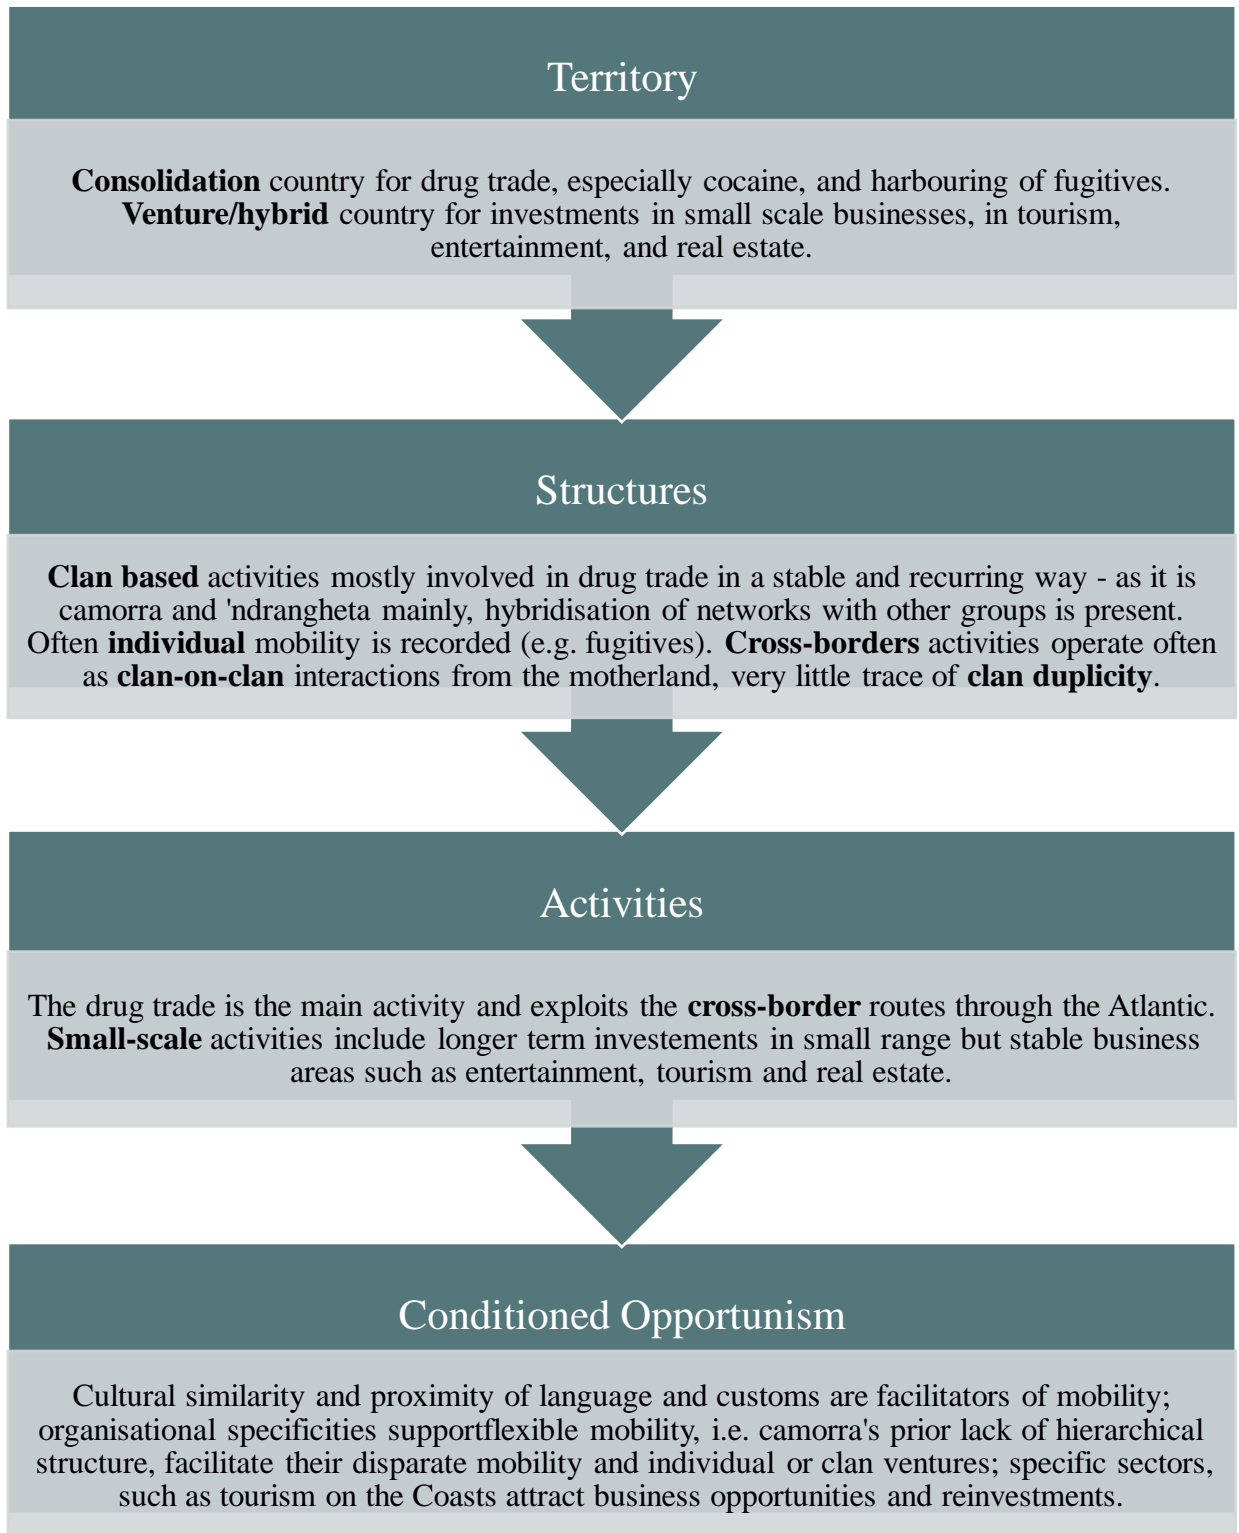 Territory
Consolidation country for drug trade, especially cocaine, and harbouring of fugitives.
Venture/hybrid country for investments in small scale businesses, in tourism,
entertainment, and real estate.
Structures
Clan based activities mostly involved in drug trade in a stable and recurring way - as it is
camorra and 'ndrangheta mainly, hybridisation of networks with other groups is present.
Often individual mobility is recorded (e.g. fugitives). Cross-borders activities operate often
as clan-on-clan interactions from the motherland, very little trace of clan duplicity.
Activities
The drug trade is the main activity and exploits the cross-border routes through the Atlantic.
Small-scale activities include longer term investements in small range but stable business
areas such as entertainment, tourism and real estate.
Conditioned Opportunism
Cultural similarity and proximity of language and customs are facilitators of mobility;
organisational specificities supportflexible mobility, i.e. camorra's prior lack of hierarchical
structure, facilitate their disparate mobility and individual or clan ventures; specific sectors,
such as tourism on the Coasts attract business opportunities and reinvestments.